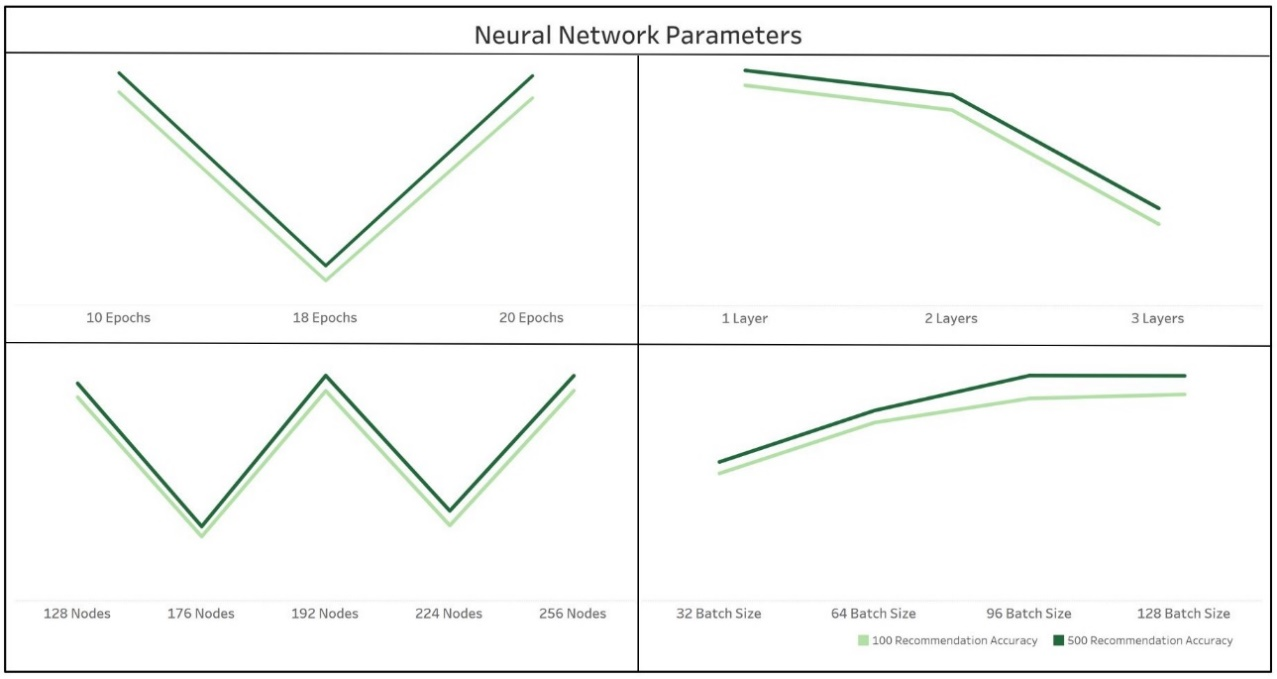 Neural Network Parameters
10 Epochs 18 Epochs 20 Epochs
1 Layer 2 Layers 3 Layers
128 Nodes 176 Nodes 192 Nodes 224 Nodes 256 Nodes
32 Batch Size 64 Batch Size 96 Batch Size 128 Batch Size
100 Recommendation Accuracy 500 Recommendation Accuracy